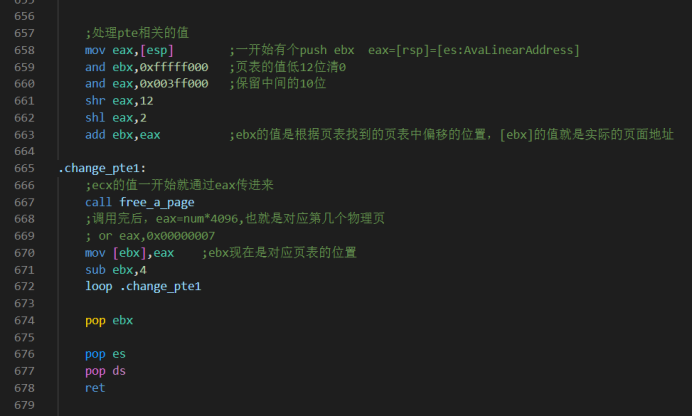 655
656
657 ;处理pte相关的值
658 mov eax,[esp] ;一开始有个push ebx eax=[rsp]=[es:AvaLinearAddress]
659 and ebx,0xfffff000 ;页表的值低12位清0
660 and eax,0x003ff000 ;保留中间的10位
661 shr eax,12
662 shl eax,2
663 add ebx,eax ;ebx的值是根据页表找到的页表中偏移的位置，[ebx]的值就是实际的页面地址
664
665 .change_pte1:
666 ;ecx的值一开始就通过eax传进来
667 call free_a_page
668 ;调用完后，eax=num*4096,也就是对应第几个物理页
669 ; or eax,0x00000007
670 mov [ebx],eax ;ebx现在是对应页表的位置
671 sub ebx,4
672 loop .change_pte1
673
674 pop ebx
675
676 pop es
677 pop ds
678 ret
679